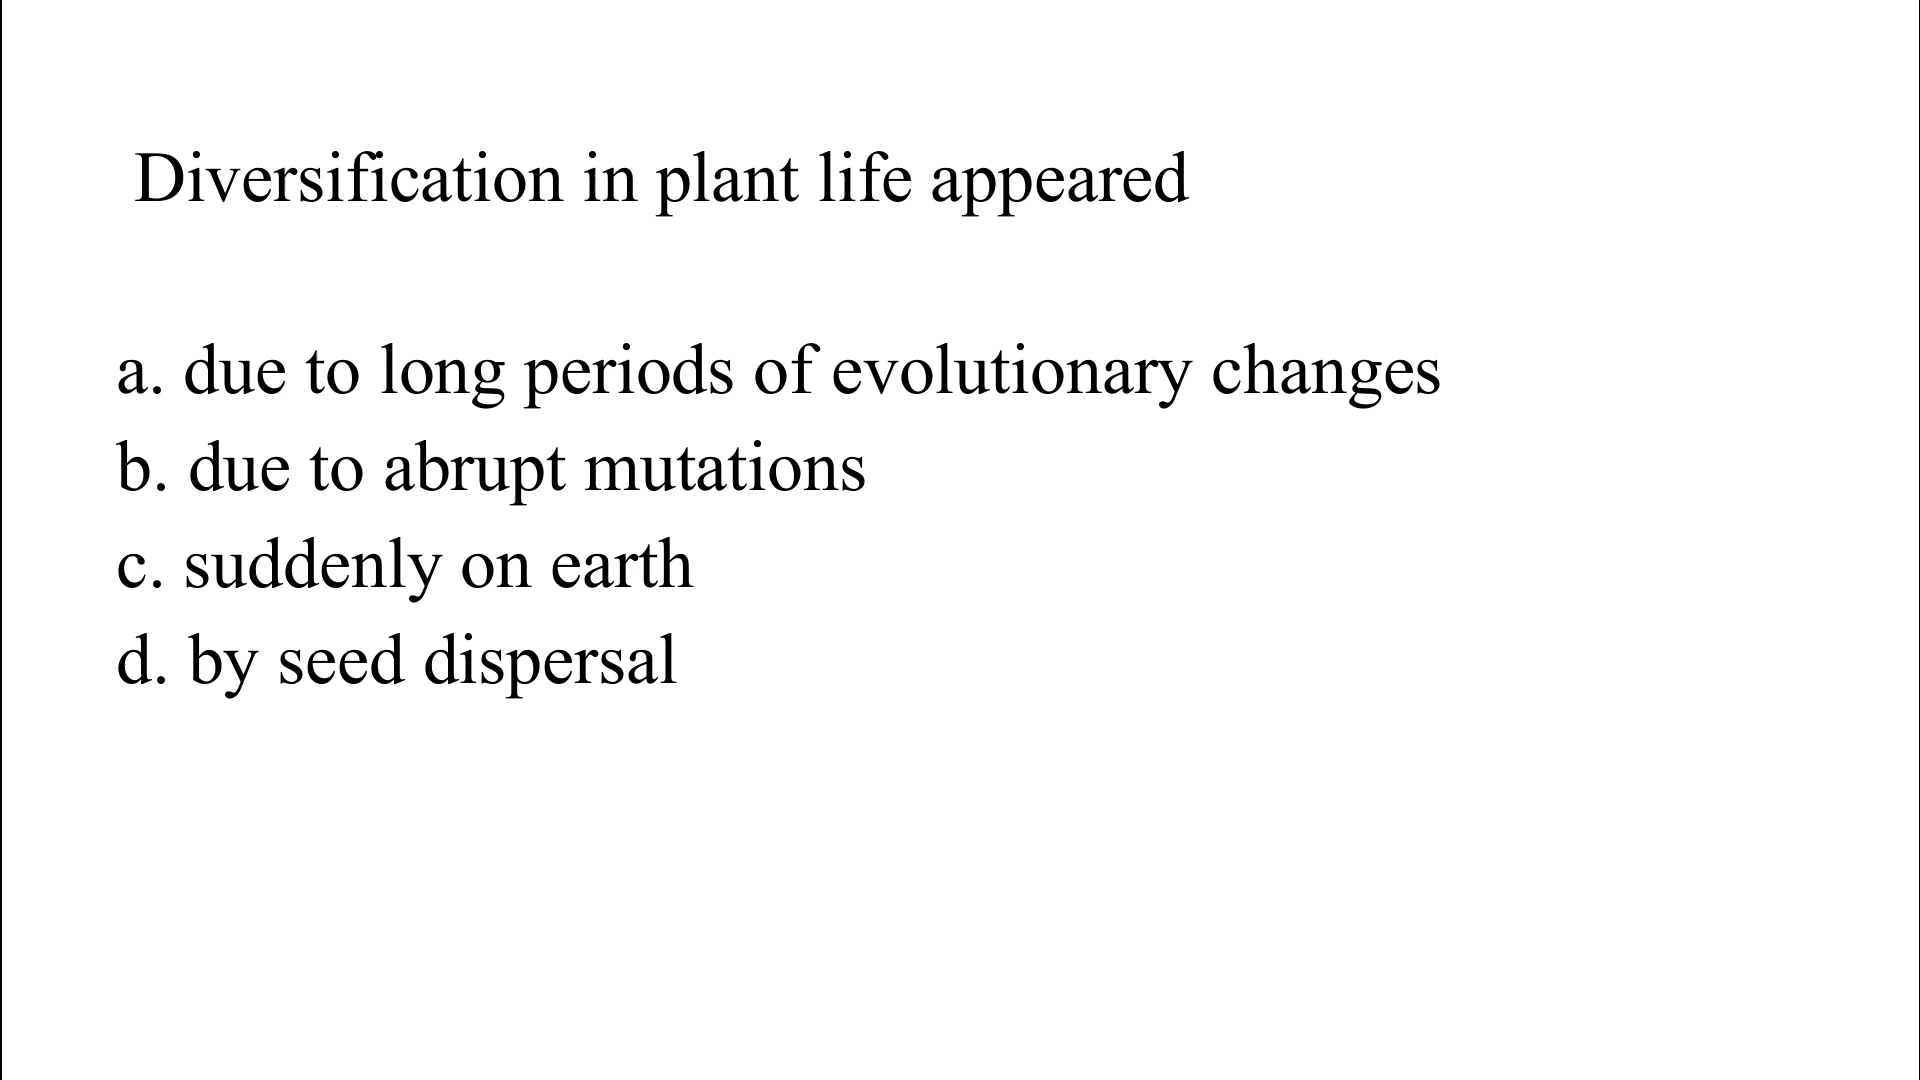 Diversification in plant life appeared
a. due to long periods of evolutionary changes
b. due to abrupt mutations
c. suddenly on earth
d. by seed dispersal